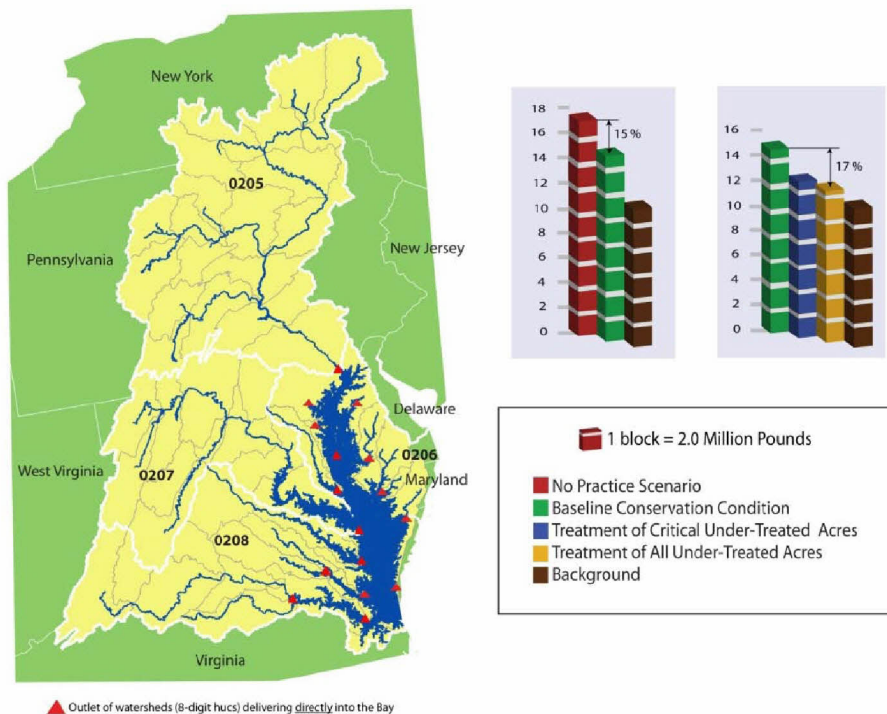 New York
0205
Pennsylvania
New Jersey
Delaware
0206
Maryland
West Virginia
0207
0208
Virginia
Outlet of watersheds (8-digit hucs) delivering directly into the Bay
18
16
14
12
10
8
6
4
2
0
15 %
16
14
12
10
8
6
4
2
0
17 %
1 block = 2.0 Million Pounds
No Practice Scenario
Baseline Conservation Condition
Treatment of Critical Under-Treated Acres
Treatment of All Under-Treated Acres
Background